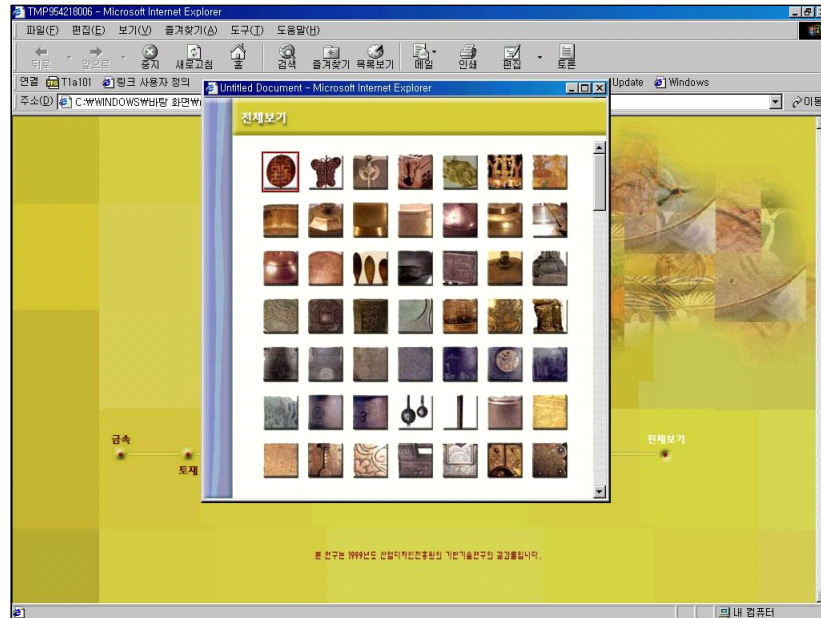 TMP954218006 - Microsoft Internet Explorer
파일(F) 편집(E) 보기(V) 즐겨찾기(A) 도구(T) 도움말(H)
뒤로 앞으로 중지 새로고침 홈 검색 즐겨찾기 목록보기 메일 인쇄 편집 토론
연결 T1a101 링크 사용자 정의 Update Windows
주소(D) C:₩WINDOWS₩바탕 화면₩ 이동
Untitled Document - Microsoft Internet Explorer
전체보기
금속
전체보기
토재
본 연구는 1999년도 산업디자인진흥원의 기반기술연구의 결과물입니다.
내 컴퓨터